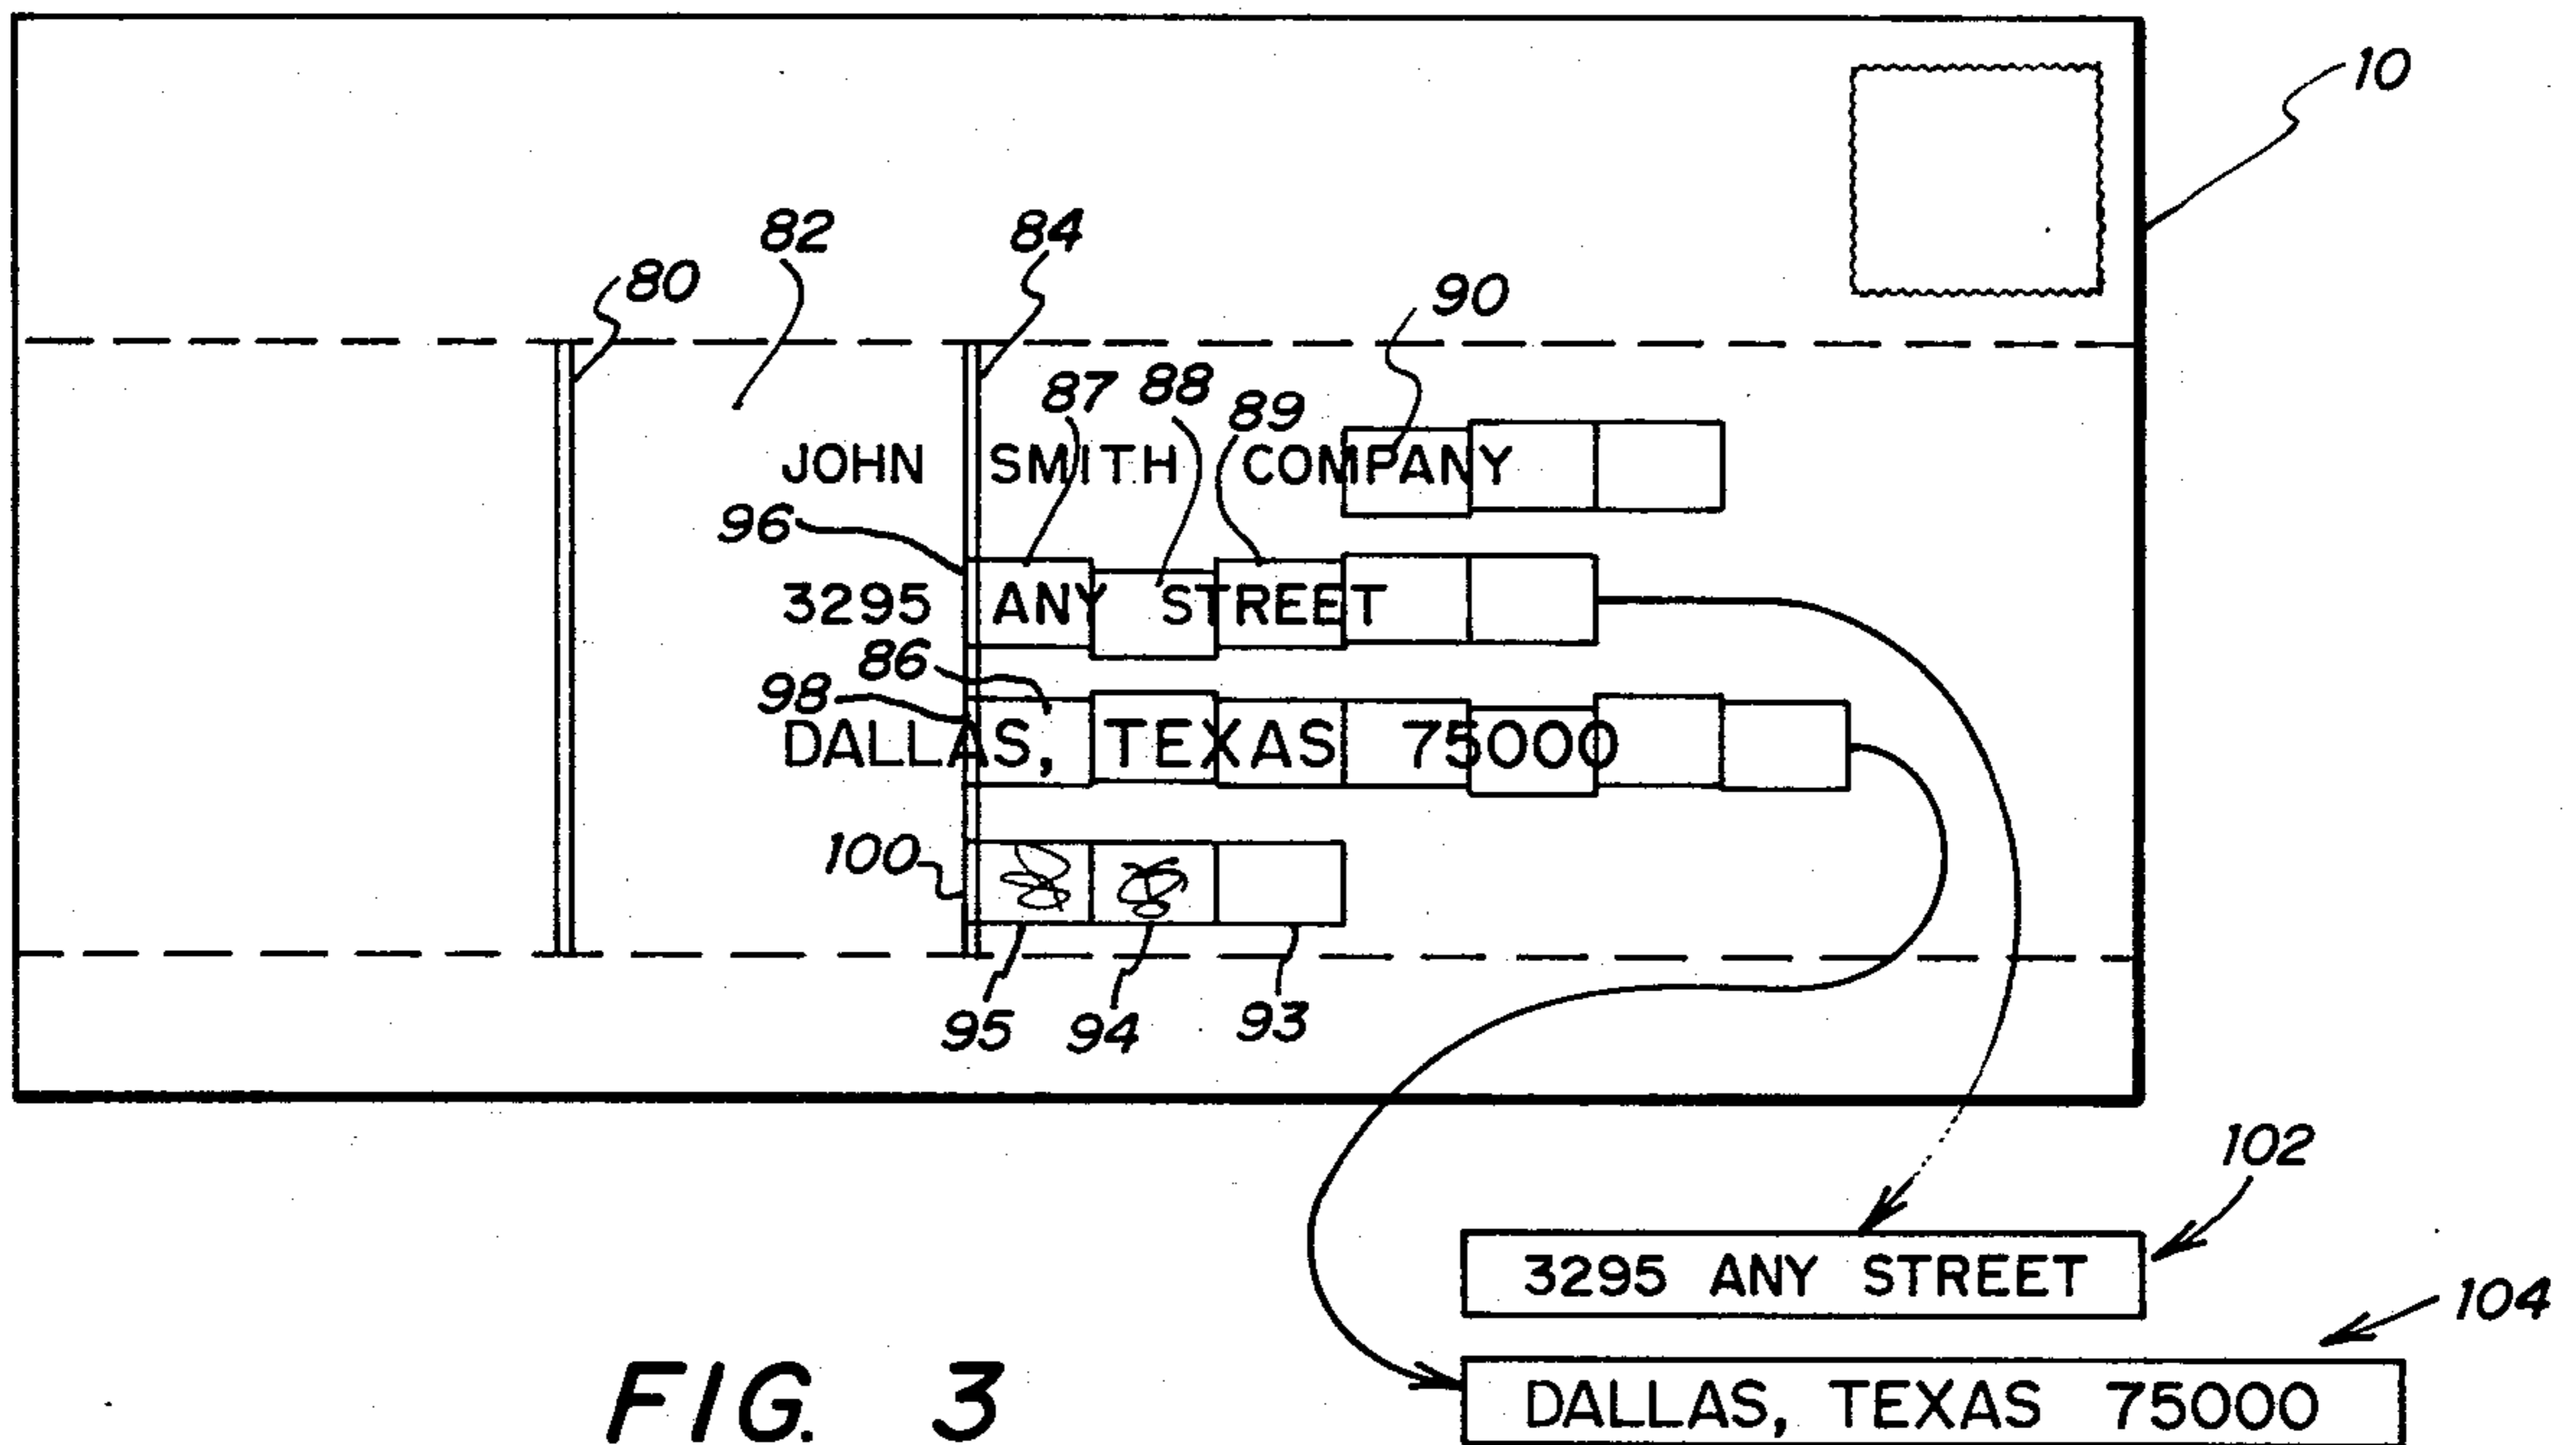 10
82
84
80
90
87
88
89
JOHN SMITH COMPANY
96
3295 ANY STREET
86
98
DALLAS, TEXAS 75000
100
95
94
93
102
3295 ANY STREET
104
DALLAS, TEXAS 75000
FIG. 3